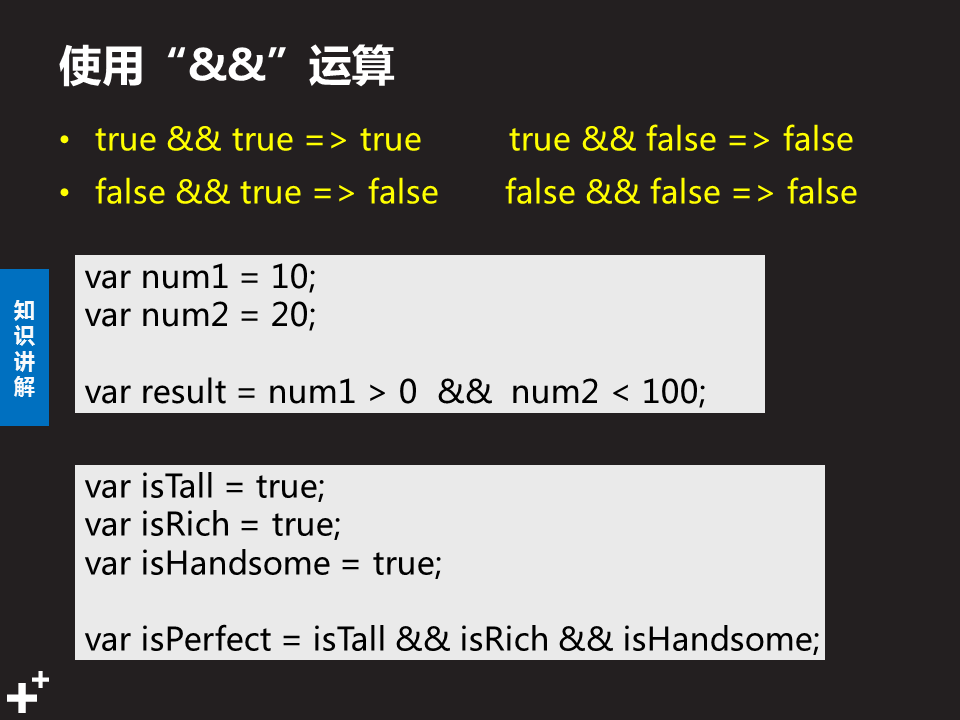 使用“&&”运算
• true && true => true true && false => false
• false && true => false false && false => false
var num1 = 10;
var num2 = 20;
var result = num1 > 0 && num2 < 100;
知
识
讲
解
var isTall = true;
var isRich = true;
var isHandsome = true;
var isPerfect = isTall && isRich && isHandsome;
++